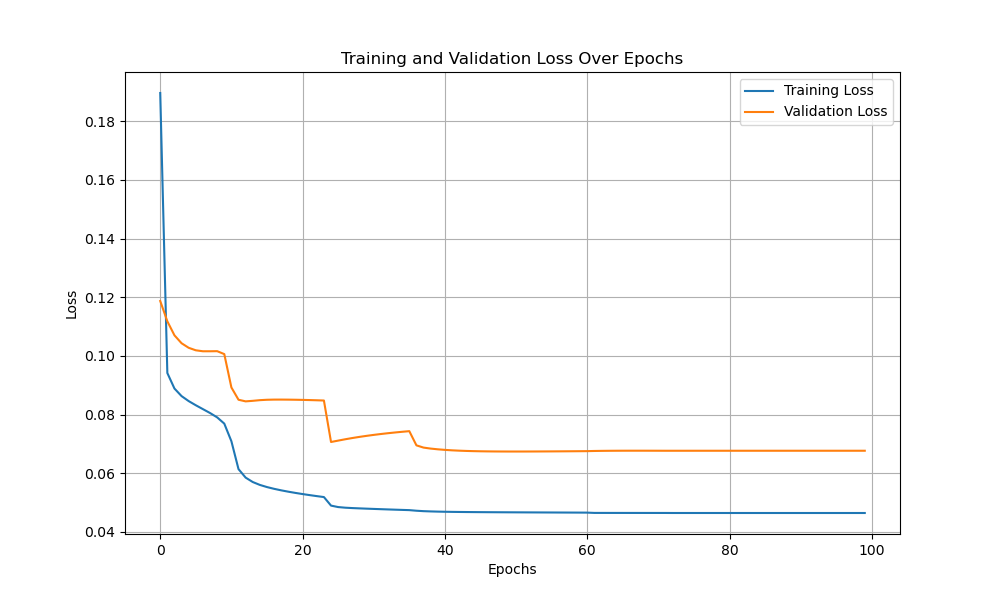 Training and Validation Loss Over Epochs
Training Loss
Validation Loss
0.18
0.16
0.14
0.12
0.10
0.08
0.06
0.04
Loss
0 20 40 60 80 100
Epochs